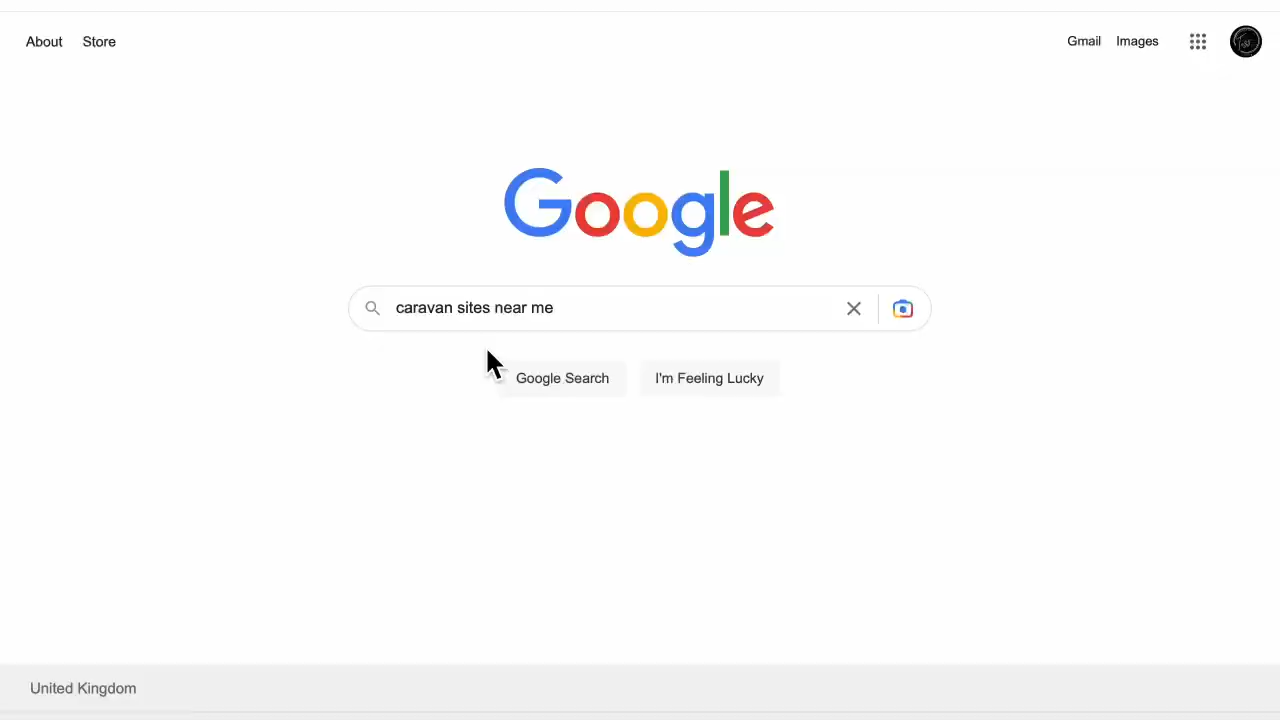 About Store
Gmail Images
Google
caravan sites near me
Google Search I'm Feeling Lucky
United Kingdom